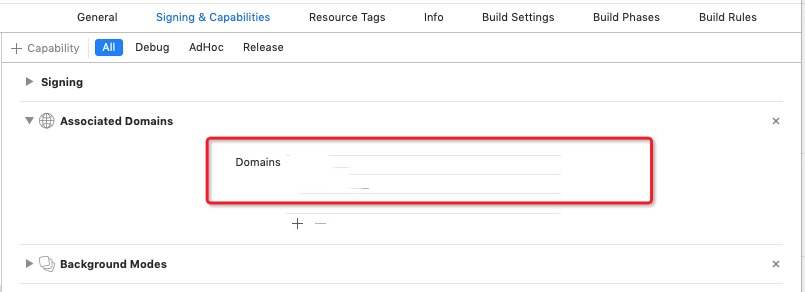 General Signing & Capabilities Resource Tags Info Build Settings Build Phases Build Rules
+ Capability All Debug AdHoc Release
Signing
Associated Domains ×
Domains
+ —
Background Modes ×